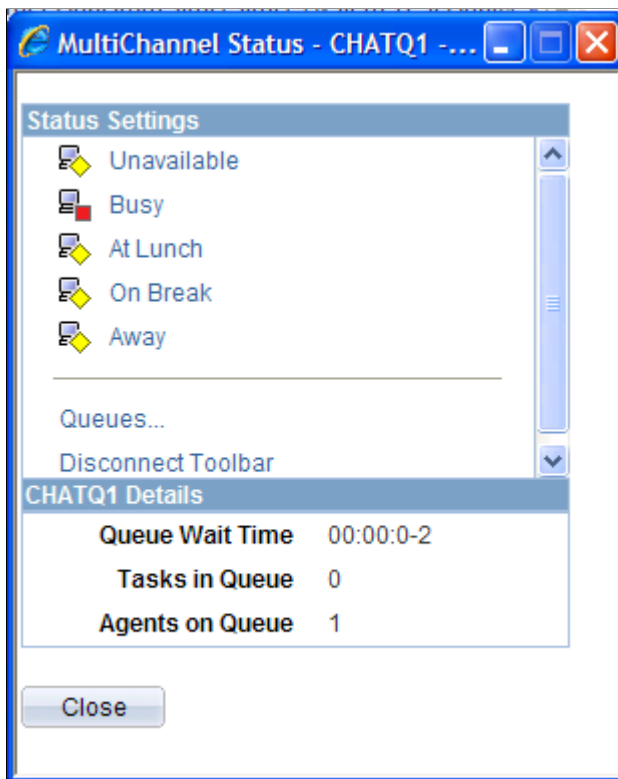 MultiChannel Status - CHATQ1 -...
Status Settings
Unavailable
Busy
At Lunch
On Break
Away
Queues...
Disconnect Toolbar
CHATQ1 Details
Queue Wait Time 00:00:0-2
Tasks in Queue 0
Agents on Queue 1
Close